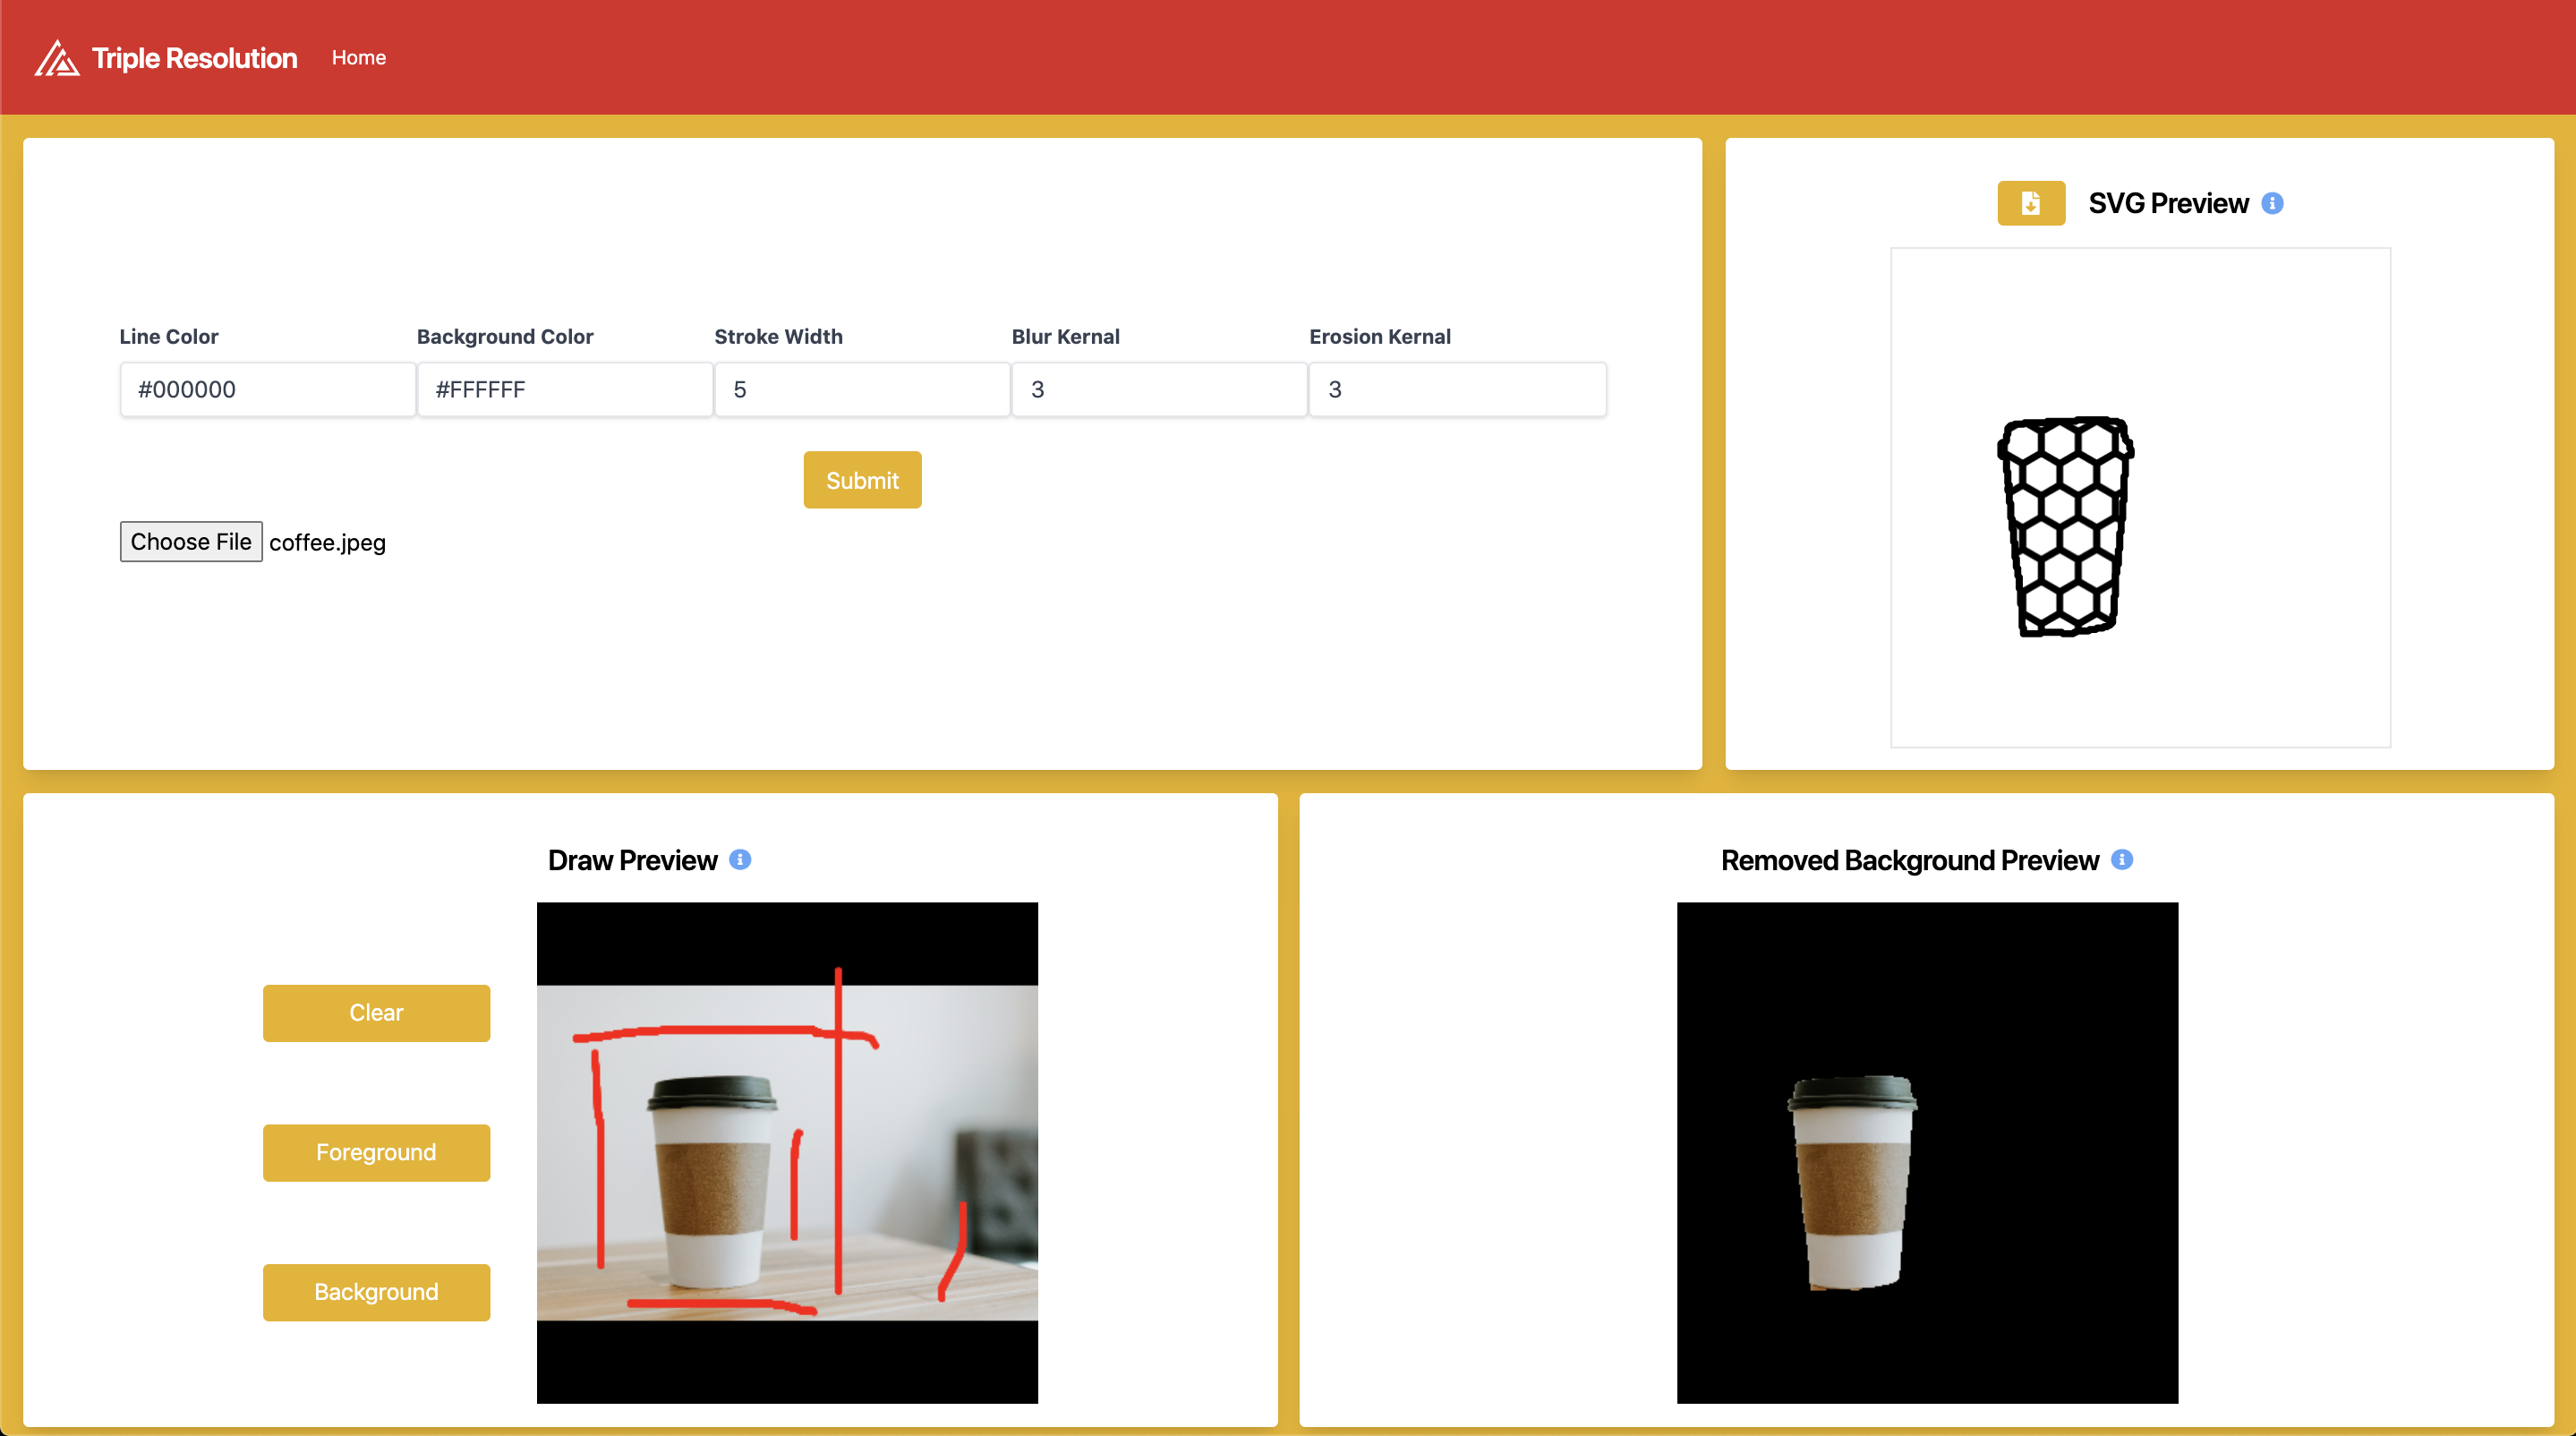 Triple Resolution Home
SVG Preview
Line Color Background Color Stroke Width Blur Kernal Erosion Kernal
#000000 #FFFFFF 5 3 3
Submit
Choose File coffee.jpeg
Draw Preview
Clear
Foreground
Background
Removed Background Preview